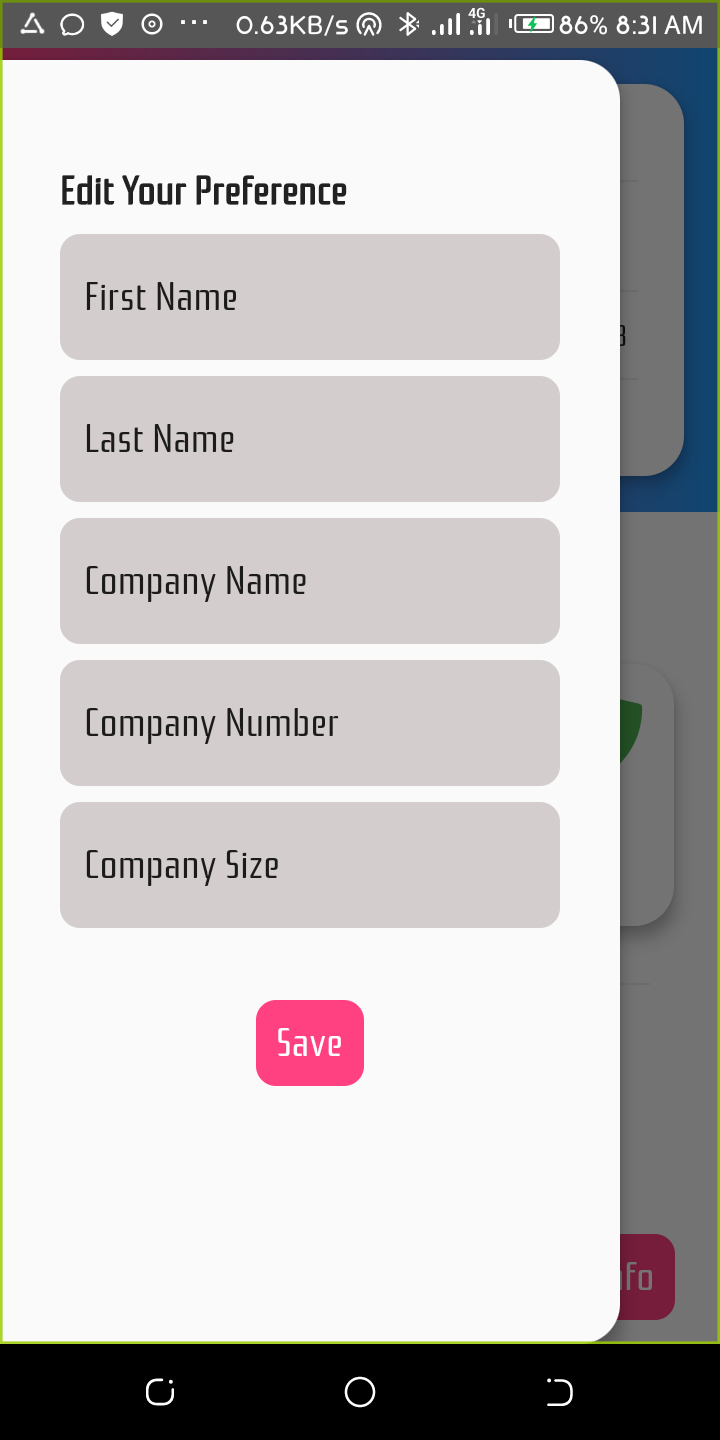 0.63KB/s 4G 86% 8:31 AM
Edit Your Preference
First Name
Last Name
Company Name
Company Number
Company Size
Save